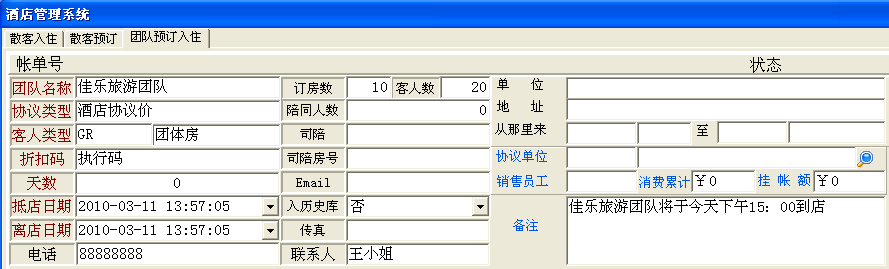 酒店管理系统
散客入住 散客预订 团队预订入住
帐单号 状态
团队名称 佳乐旅游团队 订房数 10 客人数 20 单 位
协议类型 酒店协议价 陪同人数 0 地 址
客人类型 GR 团体房 司陪 从那里来 至
折扣码 执行码 司陪房号 协议单位
天数 0 Email 销售员工 消费累计 ￥0 挂 帐 额 ￥0
抵店日期 2010-03-11 13:57:05 入历史库 否 备注 佳乐旅游团队将于今天下午15：00到店
离店日期 2010-03-11 13:57:05 传真
电话 88888888 联系人 王小姐